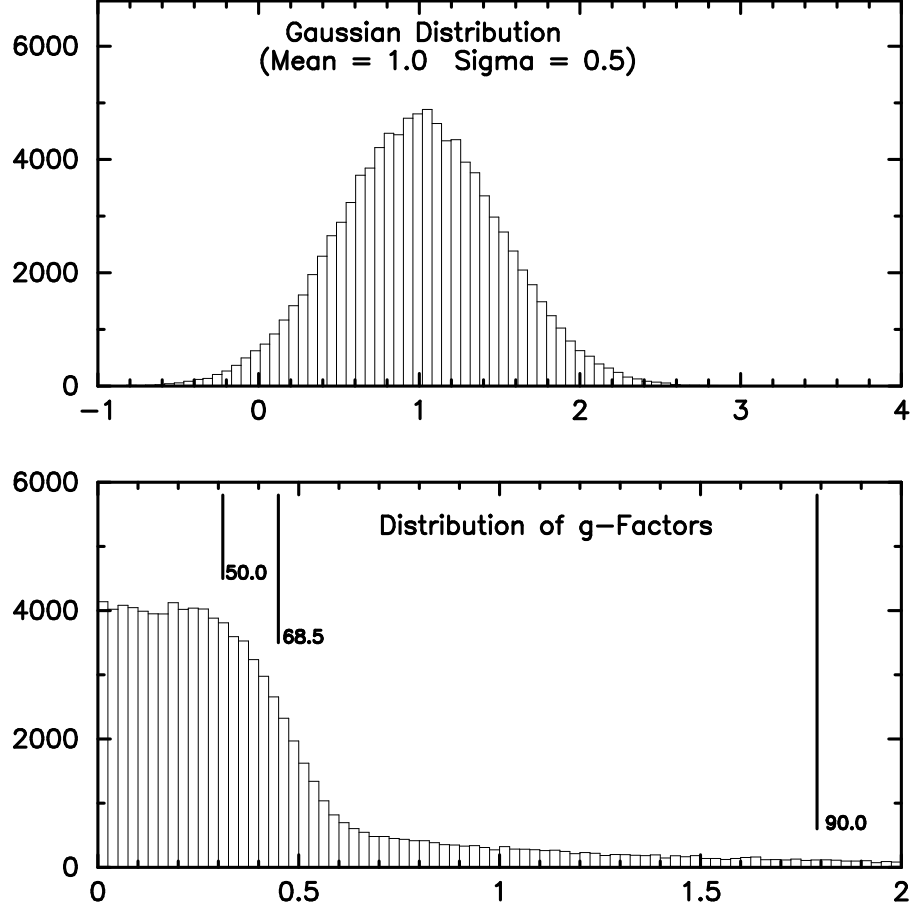 Gaussian Distribution
(Mean = 1.0 Sigma = 0.5)
6000
4000
2000
0
−1 0 1 2 3 4
Distribution of g−Factors
6000
50.0
4000
68.5
2000
90.0
0
0 0.5 1 1.5 2